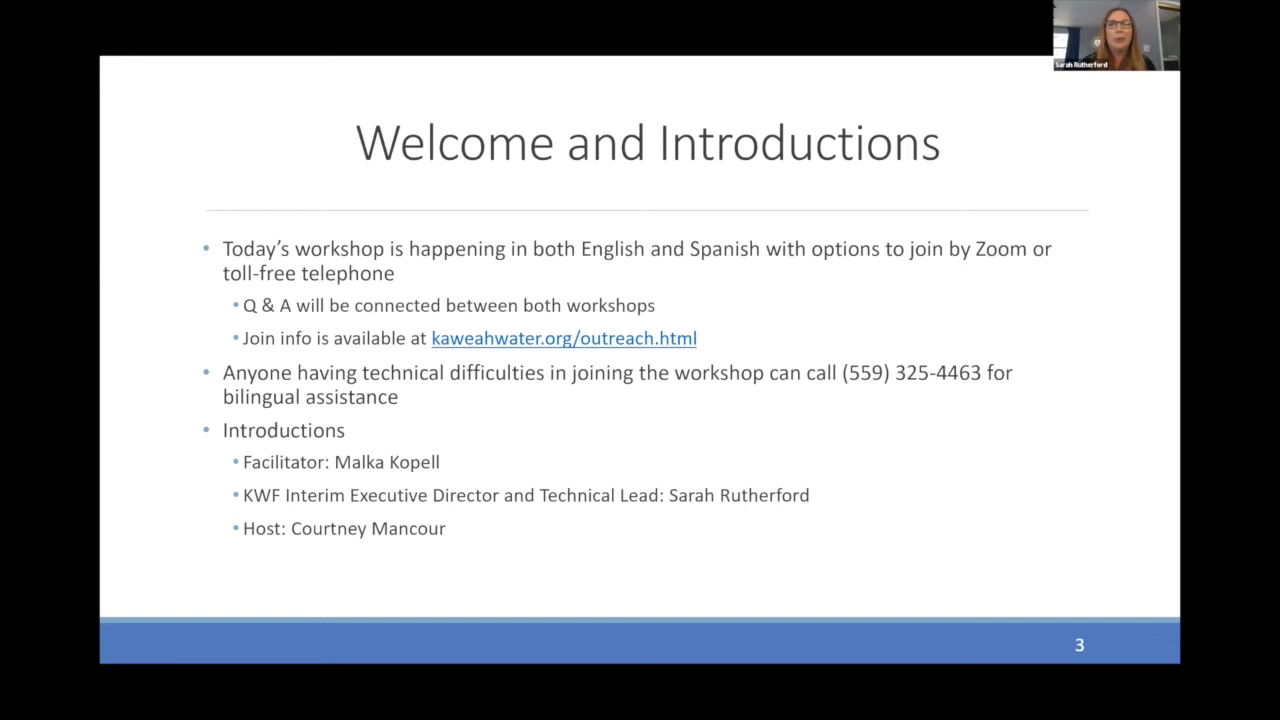 Sarah Rutherford
Welcome and Introductions
• Today's workshop is happening in both English and Spanish with options to join by Zoom or
toll-free telephone
• Q & A will be connected between both workshops
• Join info is available at kaweahwater.org/outreach.html
• Anyone having technical difficulties in joining the workshop can call (559) 325-4463 for
bilingual assistance
• Introductions
• Facilitator: Malka Kopell
• KWF Interim Executive Director and Technical Lead: Sarah Rutherford
• Host: Courtney Mancour
3